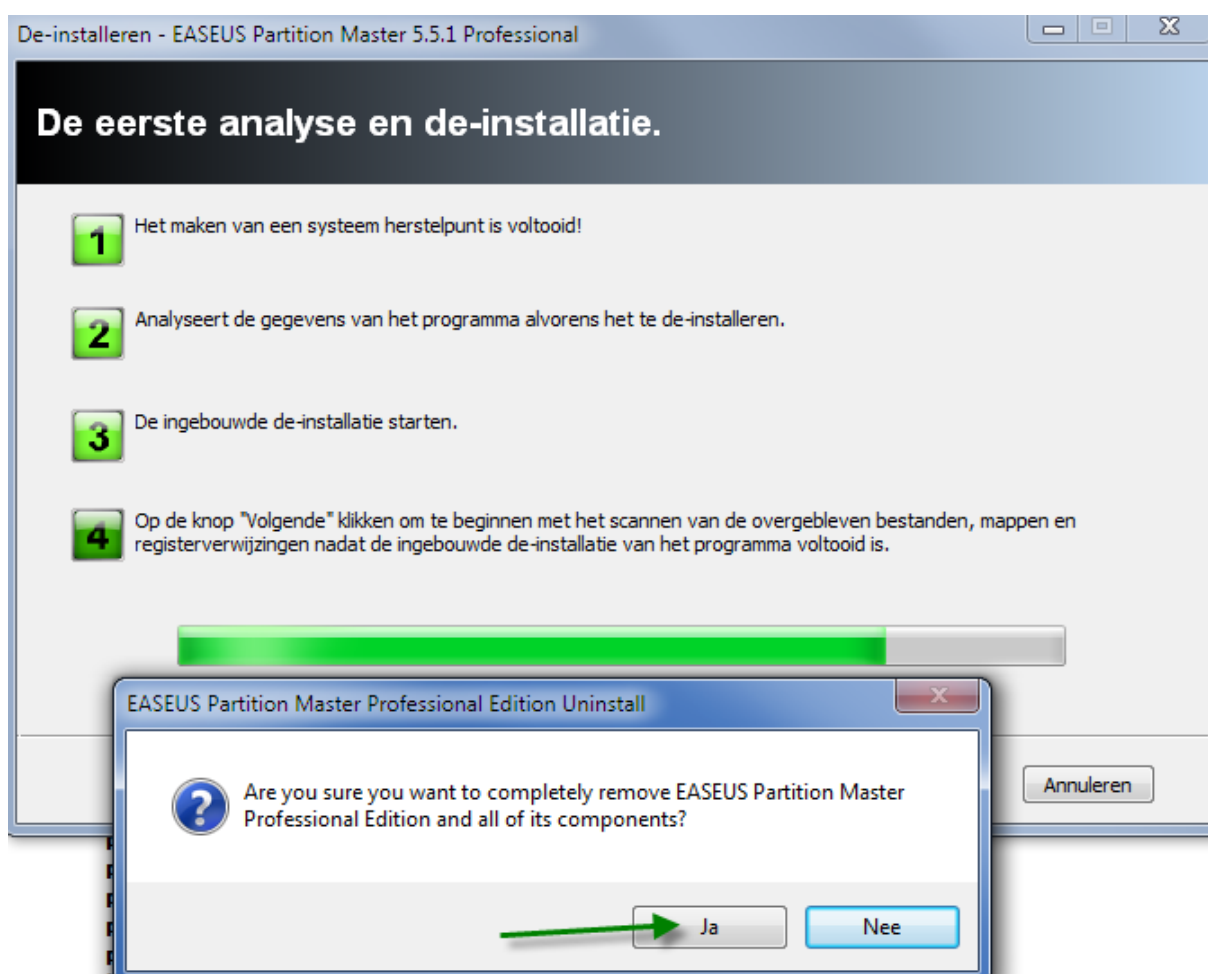 De-installeren - EASEUS Partition Master 5.5.1 Professional
De eerste analyse en de-installatie.
1
Het maken van een systeem herstelpunt is voltooid!
2
Analyseert de gegevens van het programma alvorens het te de-installeren.
3
De ingebouwde de-installatie starten.
4
Op de knop "Volgende" klikken om te beginnen met het scannen van de overgebleven bestanden, mappen en
registerverwijzingen nadat de ingebouwde de-installatie van het programma voltooid is.
EASEUS Partition Master Professional Edition Uninstall
Are you sure you want to completely remove EASEUS Partition Master
Professional Edition and all of its components?
Annuleren
Ja
Nee